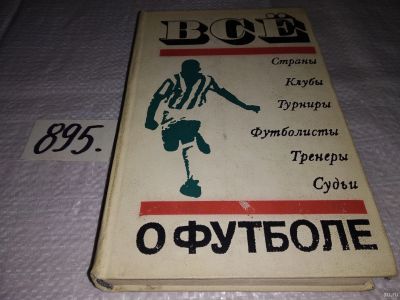 ВСЁ
Страны
Клубы
Турниры
Футболисты
Тренеры
Судьи
О ФУТБОЛЕ
895.